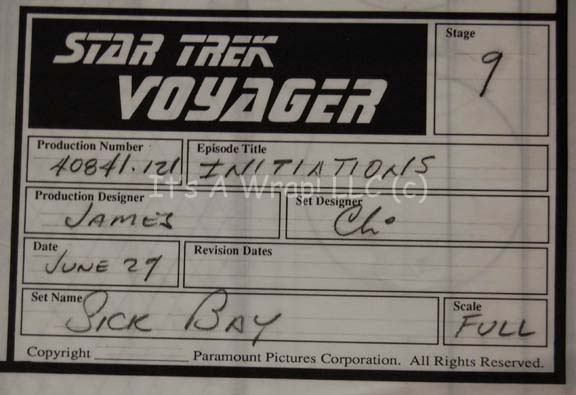 STAR TREK
VOYAGER
Stage
9
Production Number
40841·121
Episode Title
INITIATIONS
It's A Wrap! LLC (c)
Production Designer
JAMES
Set Designer
Date
JUNE 27
Revision Dates
Set Name
SICK BAY
Scale
FULL
Copyright ____________ Paramount Pictures Corporation. All Rights Reserved.